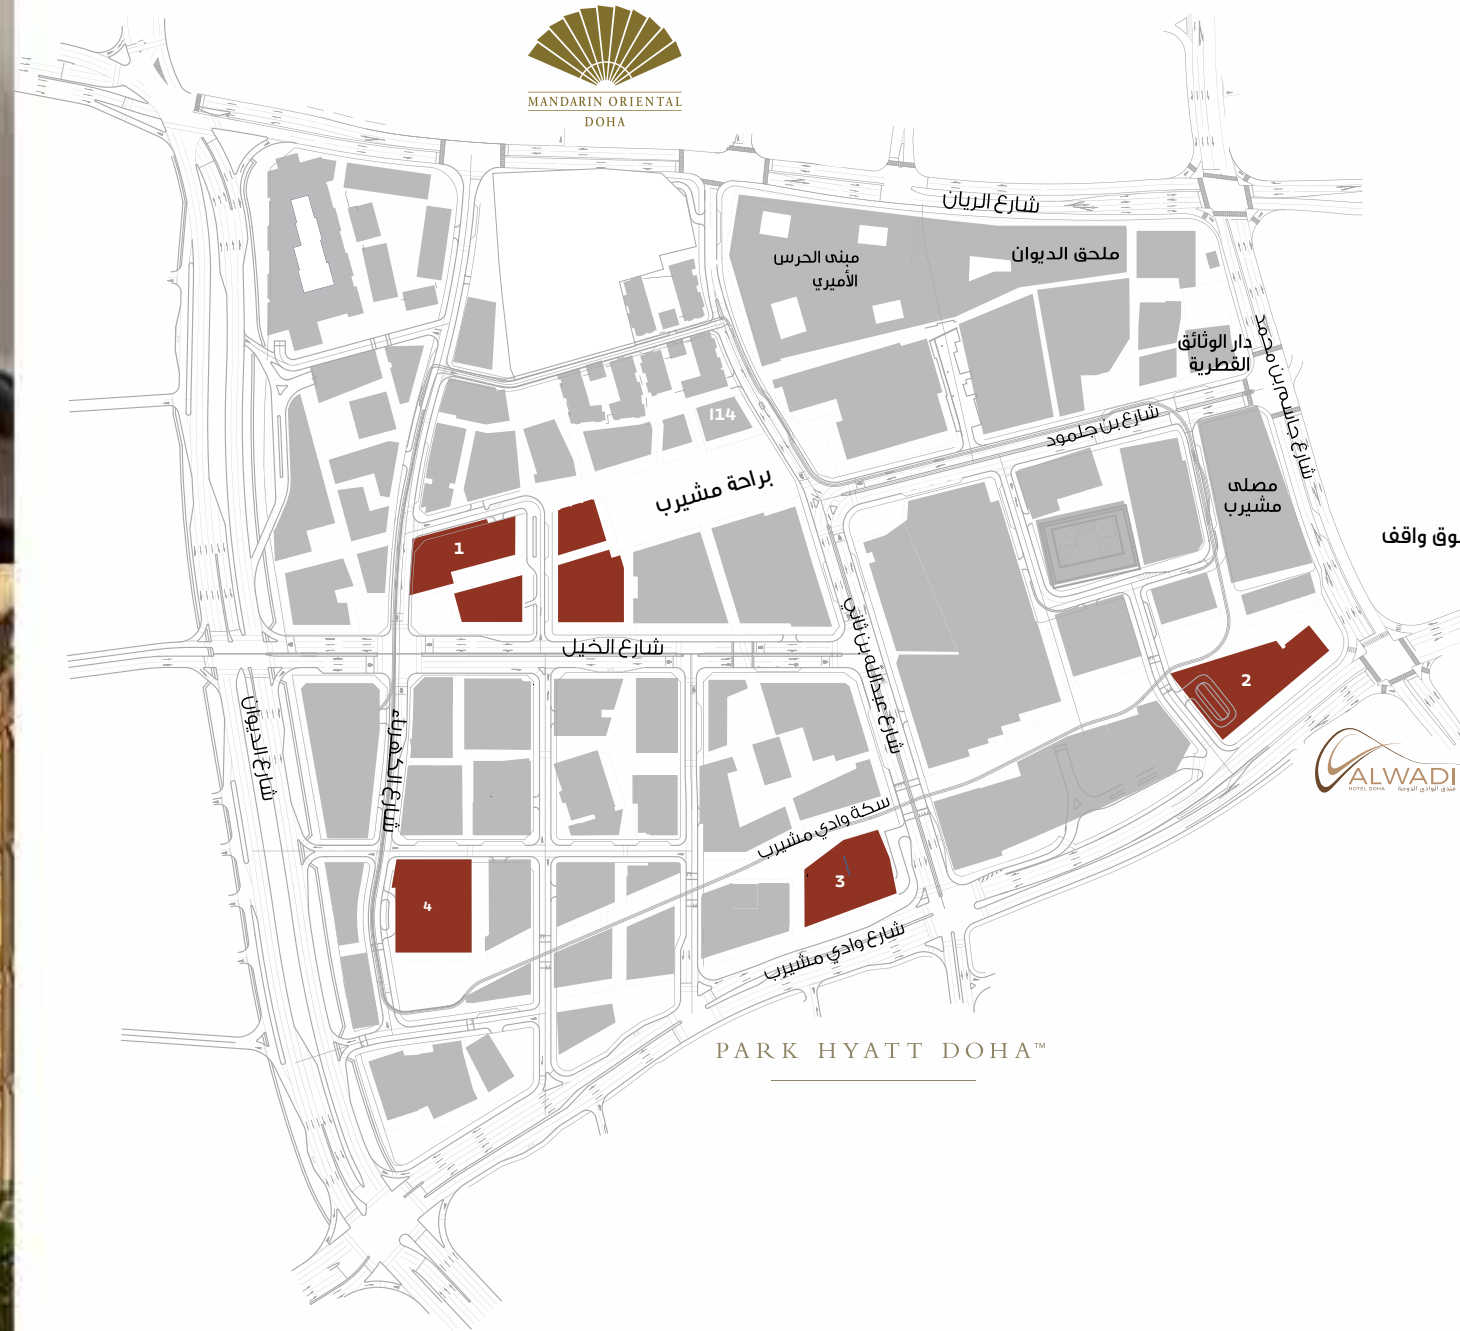 MANDARIN ORIENTAL
DOHA
شارع الريان
ملحق الديوان
مبنى الحرس
الأميري
دار الوثائق
القطرية
شارع جاسم بن محمد
I14
شارع بن جلمود
براحة مشيرب
مصلى
مشيرب
وق واقف
1
شارع الخيل
شارع عبدالله بن ثاني
2
شارع الديوان
شارع الكهرباء
ALWADI
HOTEL DOHA فندق الوادي الدوحة
سكة وادي مشيرب
3
4
شارع وادي مشيرب
PARK HYATT DOHA™